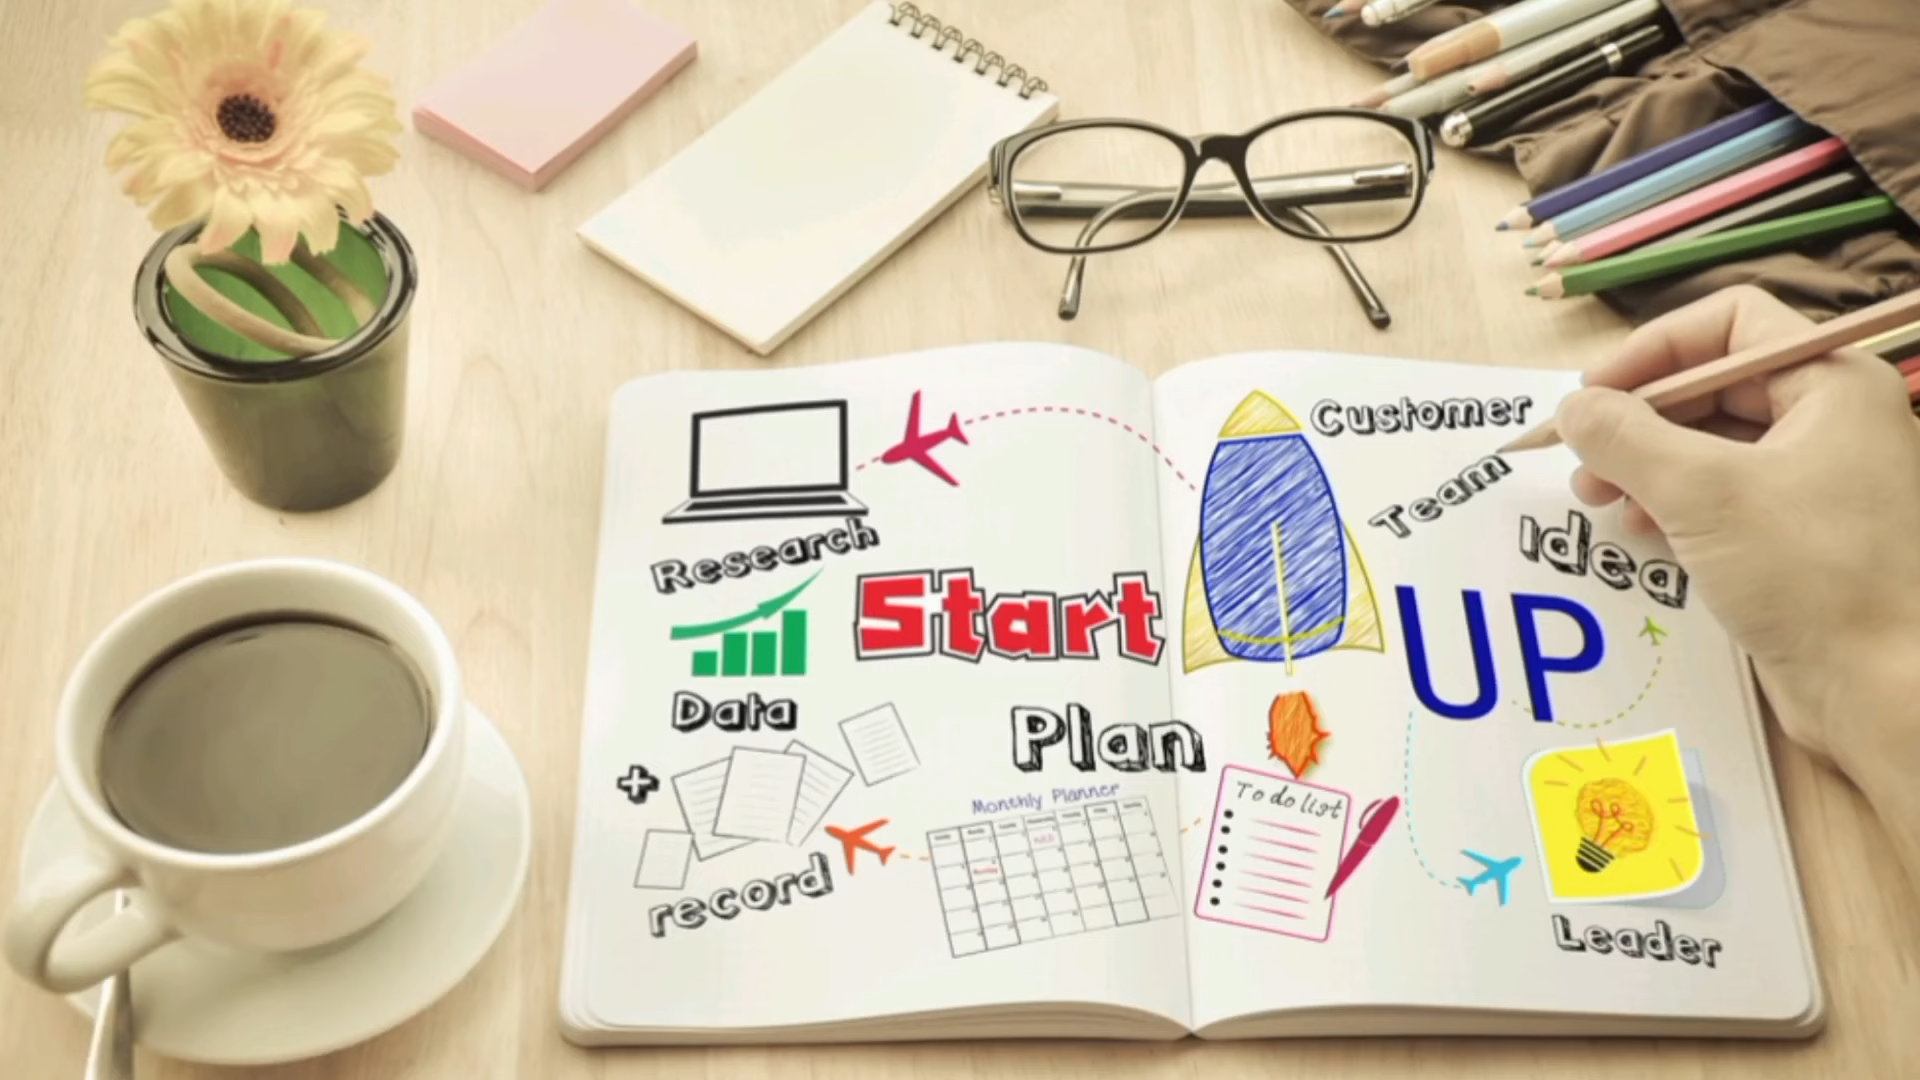 Customer
Team
Idea
Research
Start
UP
Data
Plan
+
Monthly Planner
To do list
record
Leader